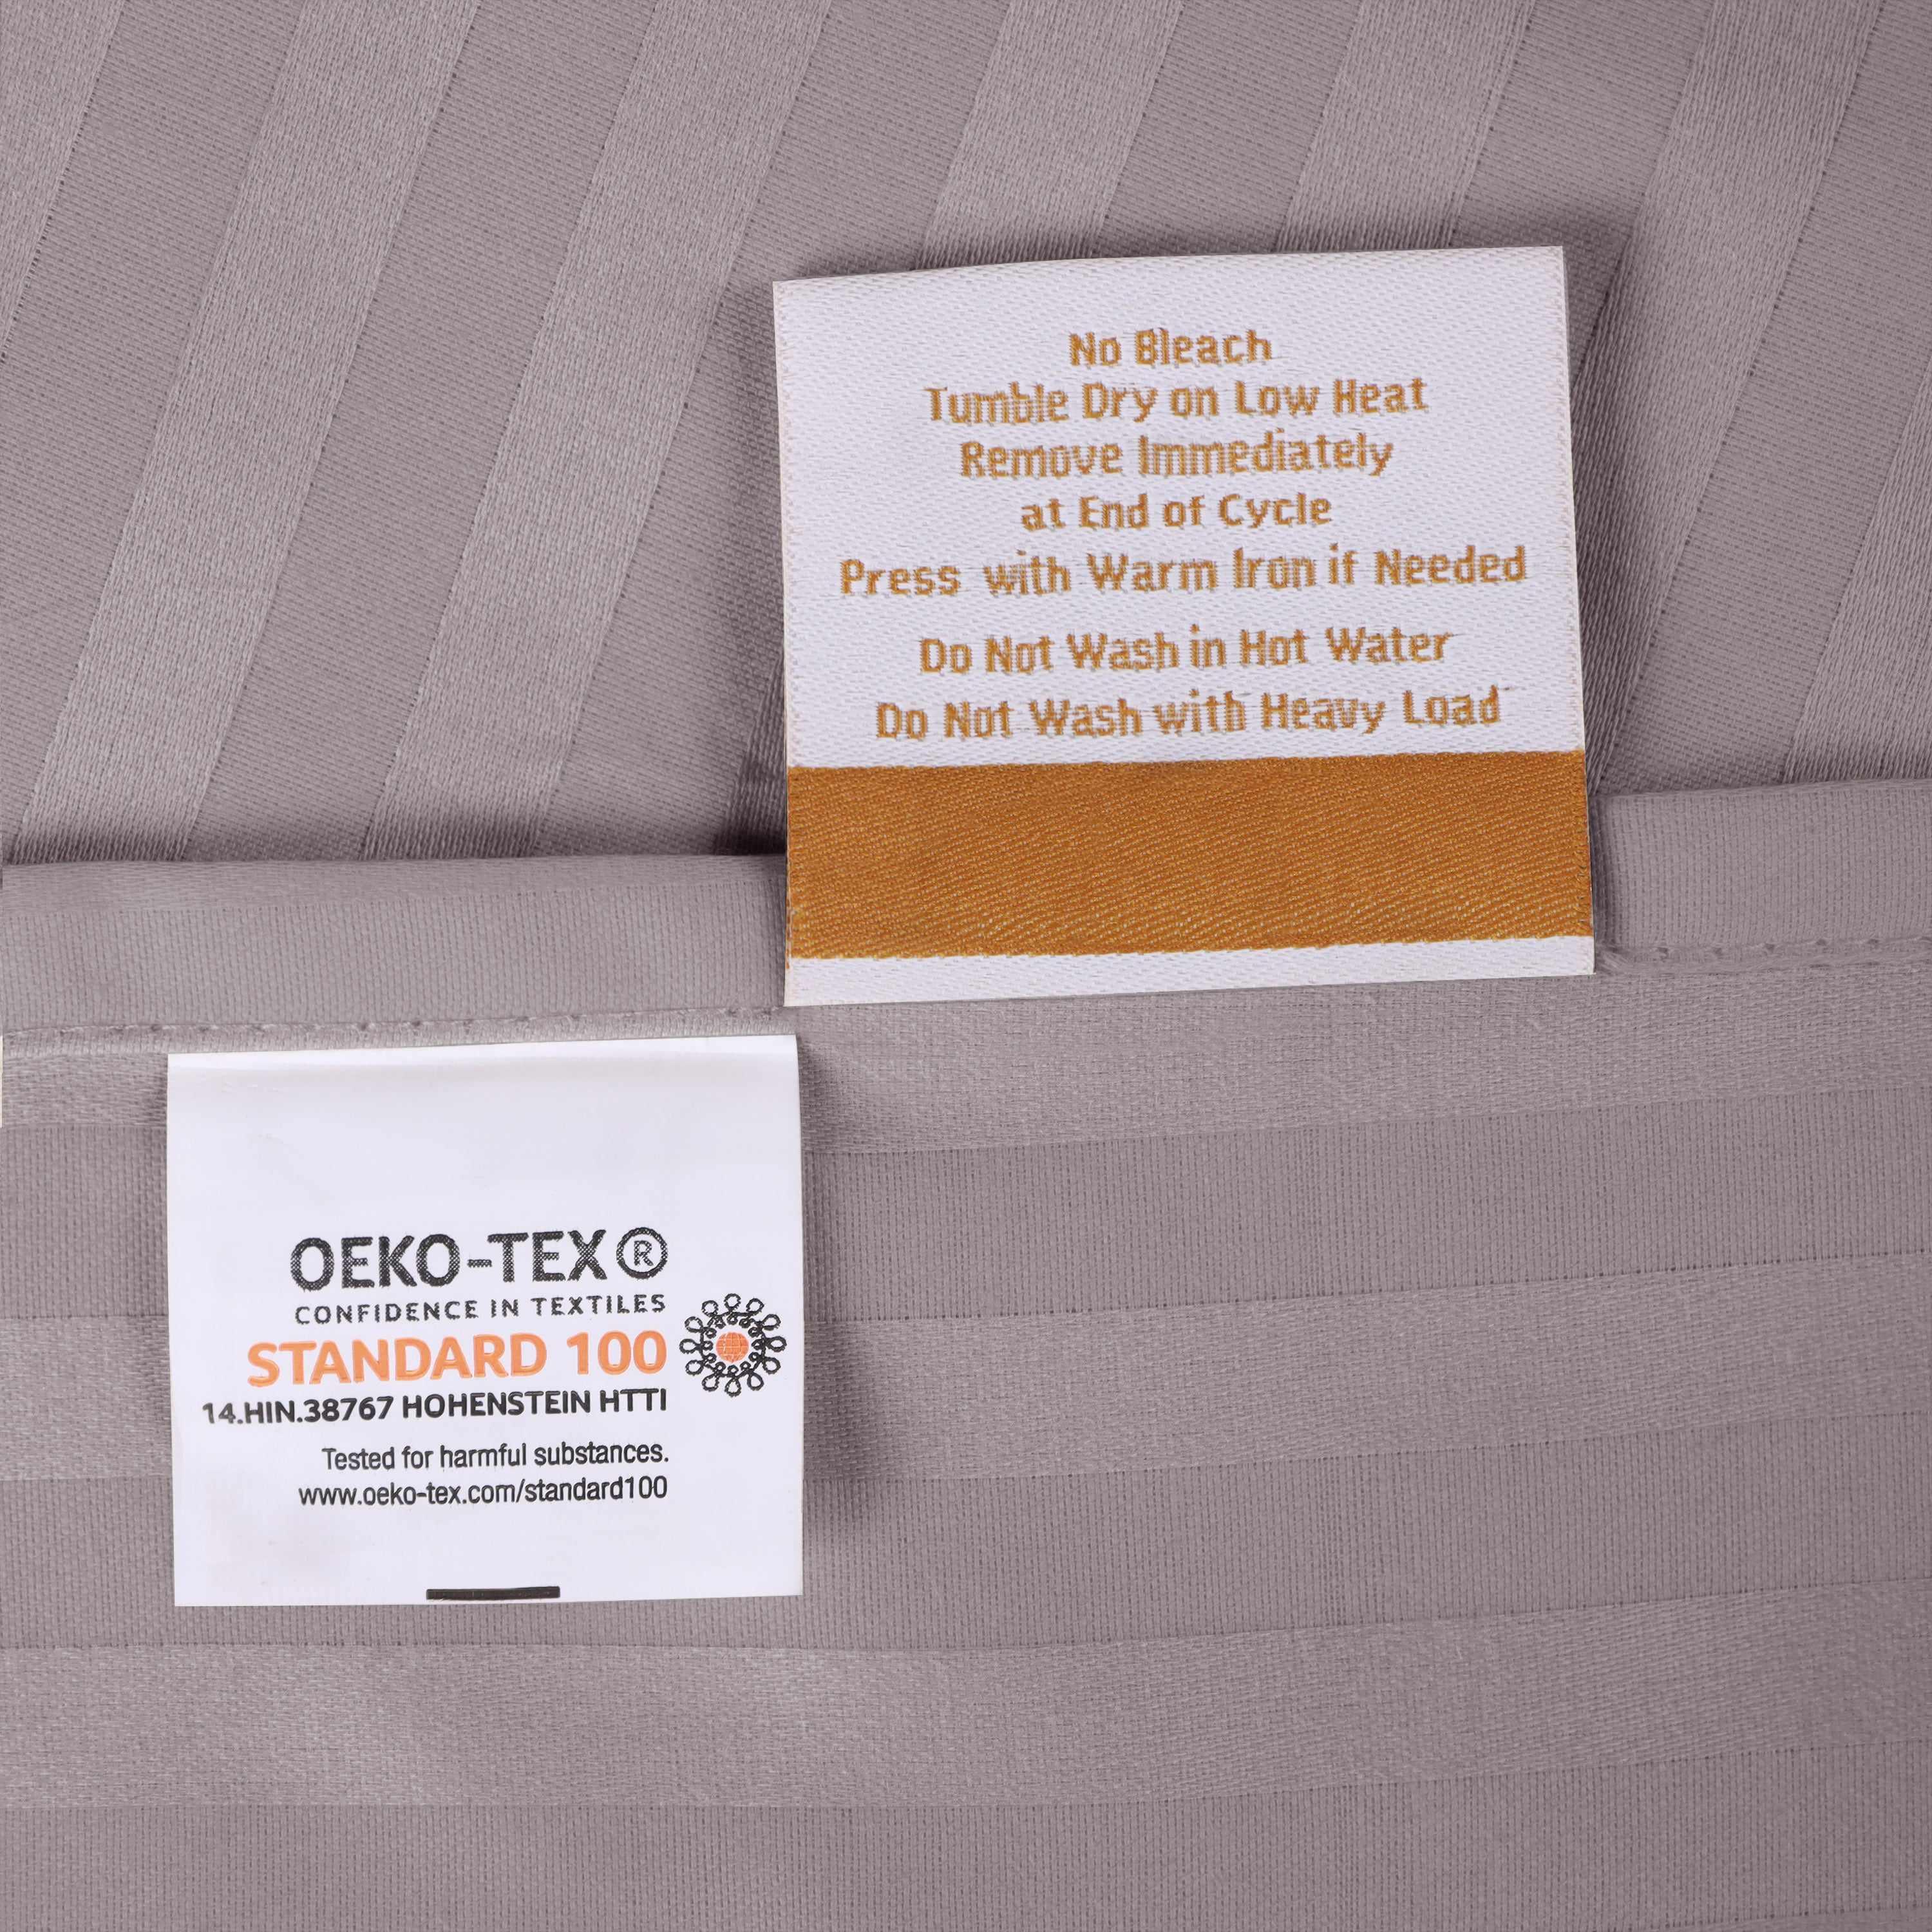 No Bleach
Tumble Dry on Low Heat
Remove Immediately
at End of Cycle
Press with Warm Iron if Needed
Do Not Wash in Hot Water
Do Not Wash with Heavy Load
OEKO-TEX®
CONFIDENCE IN TEXTILES
STANDARD 100
14.HIN.38767 HOHENSTEIN HTTI
Tested for harmful substances.
www.oeko-tex.com/standard100